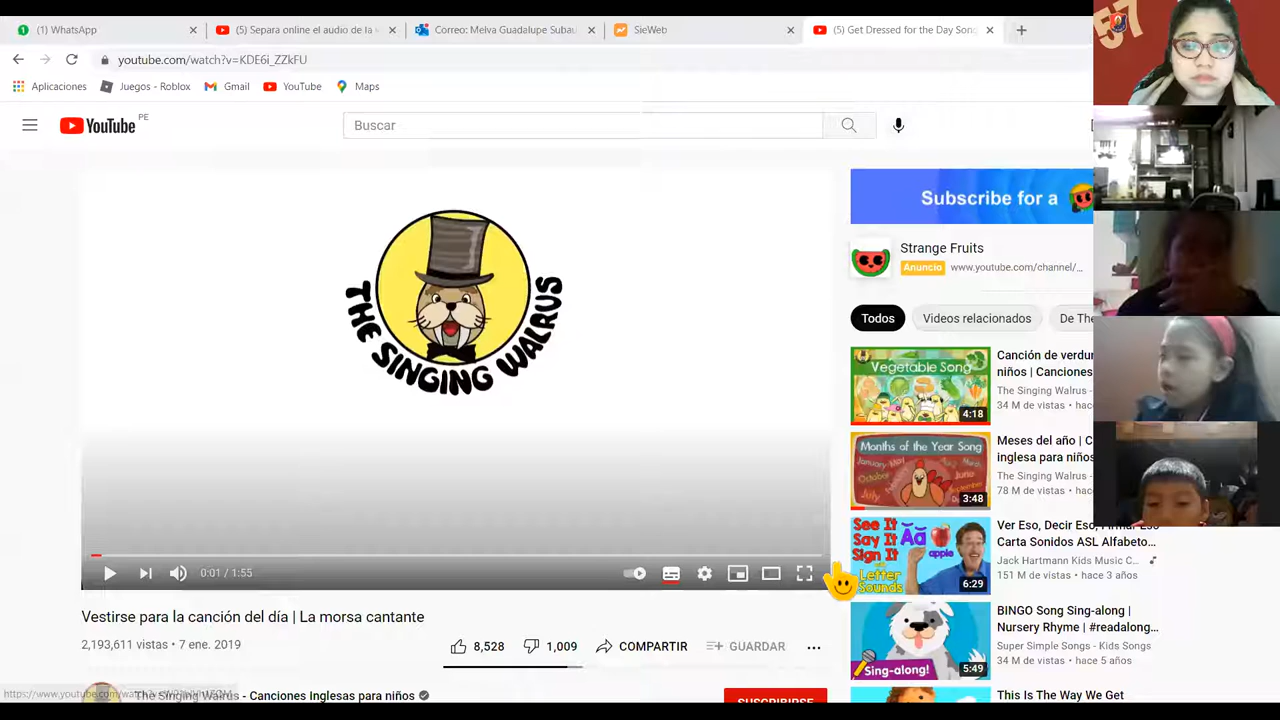 (1) WhatsApp
(5) Separa online el audio de la
Correo: Melva Guadalupe Subau
SieWeb
(5) Get Dressed for the Day Song
youtube.com/watch?v=KDE6i_ZZkFU
Aplicaciones
Juegos - Roblox
Gmail
YouTube
Maps
57
YouTube PE
Buscar
Subscribe for a
THE SINGING WALRUS
Strange Fruits
Anuncio www.youtube.com/channel/...
Todos
Videos relacionados
De The
Vegetable Song
4:18
Canción de verdur
niños | Canciones
The Singing Walrus -
34 M de vistas • hac
Months of the Year Song
3:48
Meses del año | C
inglesa para niños
The Singing Walrus -
78 M de vistas • hac
See It
Say It
Sign It
Aa
apple
with
Letter
Sounds
6:29
Carta Sonidos ASL Alfabeto...
Jack Hartmann Kids Music C...
151 M de vistas • hace 3 años
0:01 / 1:55
Vestirse para la canción del día | La morsa cantante
2,193,611 vistas • 7 ene. 2019
8,528
1,009
COMPARTIR
GUARDAR
Sing-along!
5:49
BINGO Song Sing-along |
Nursery Rhyme | #readalong...
Super Simple Songs - Kids Songs
34 M de vistas • hace 5 años
The Singing Walrus - Canciones Inglesas para niños
SUSCRIBIRSE
This Is The Way We Get